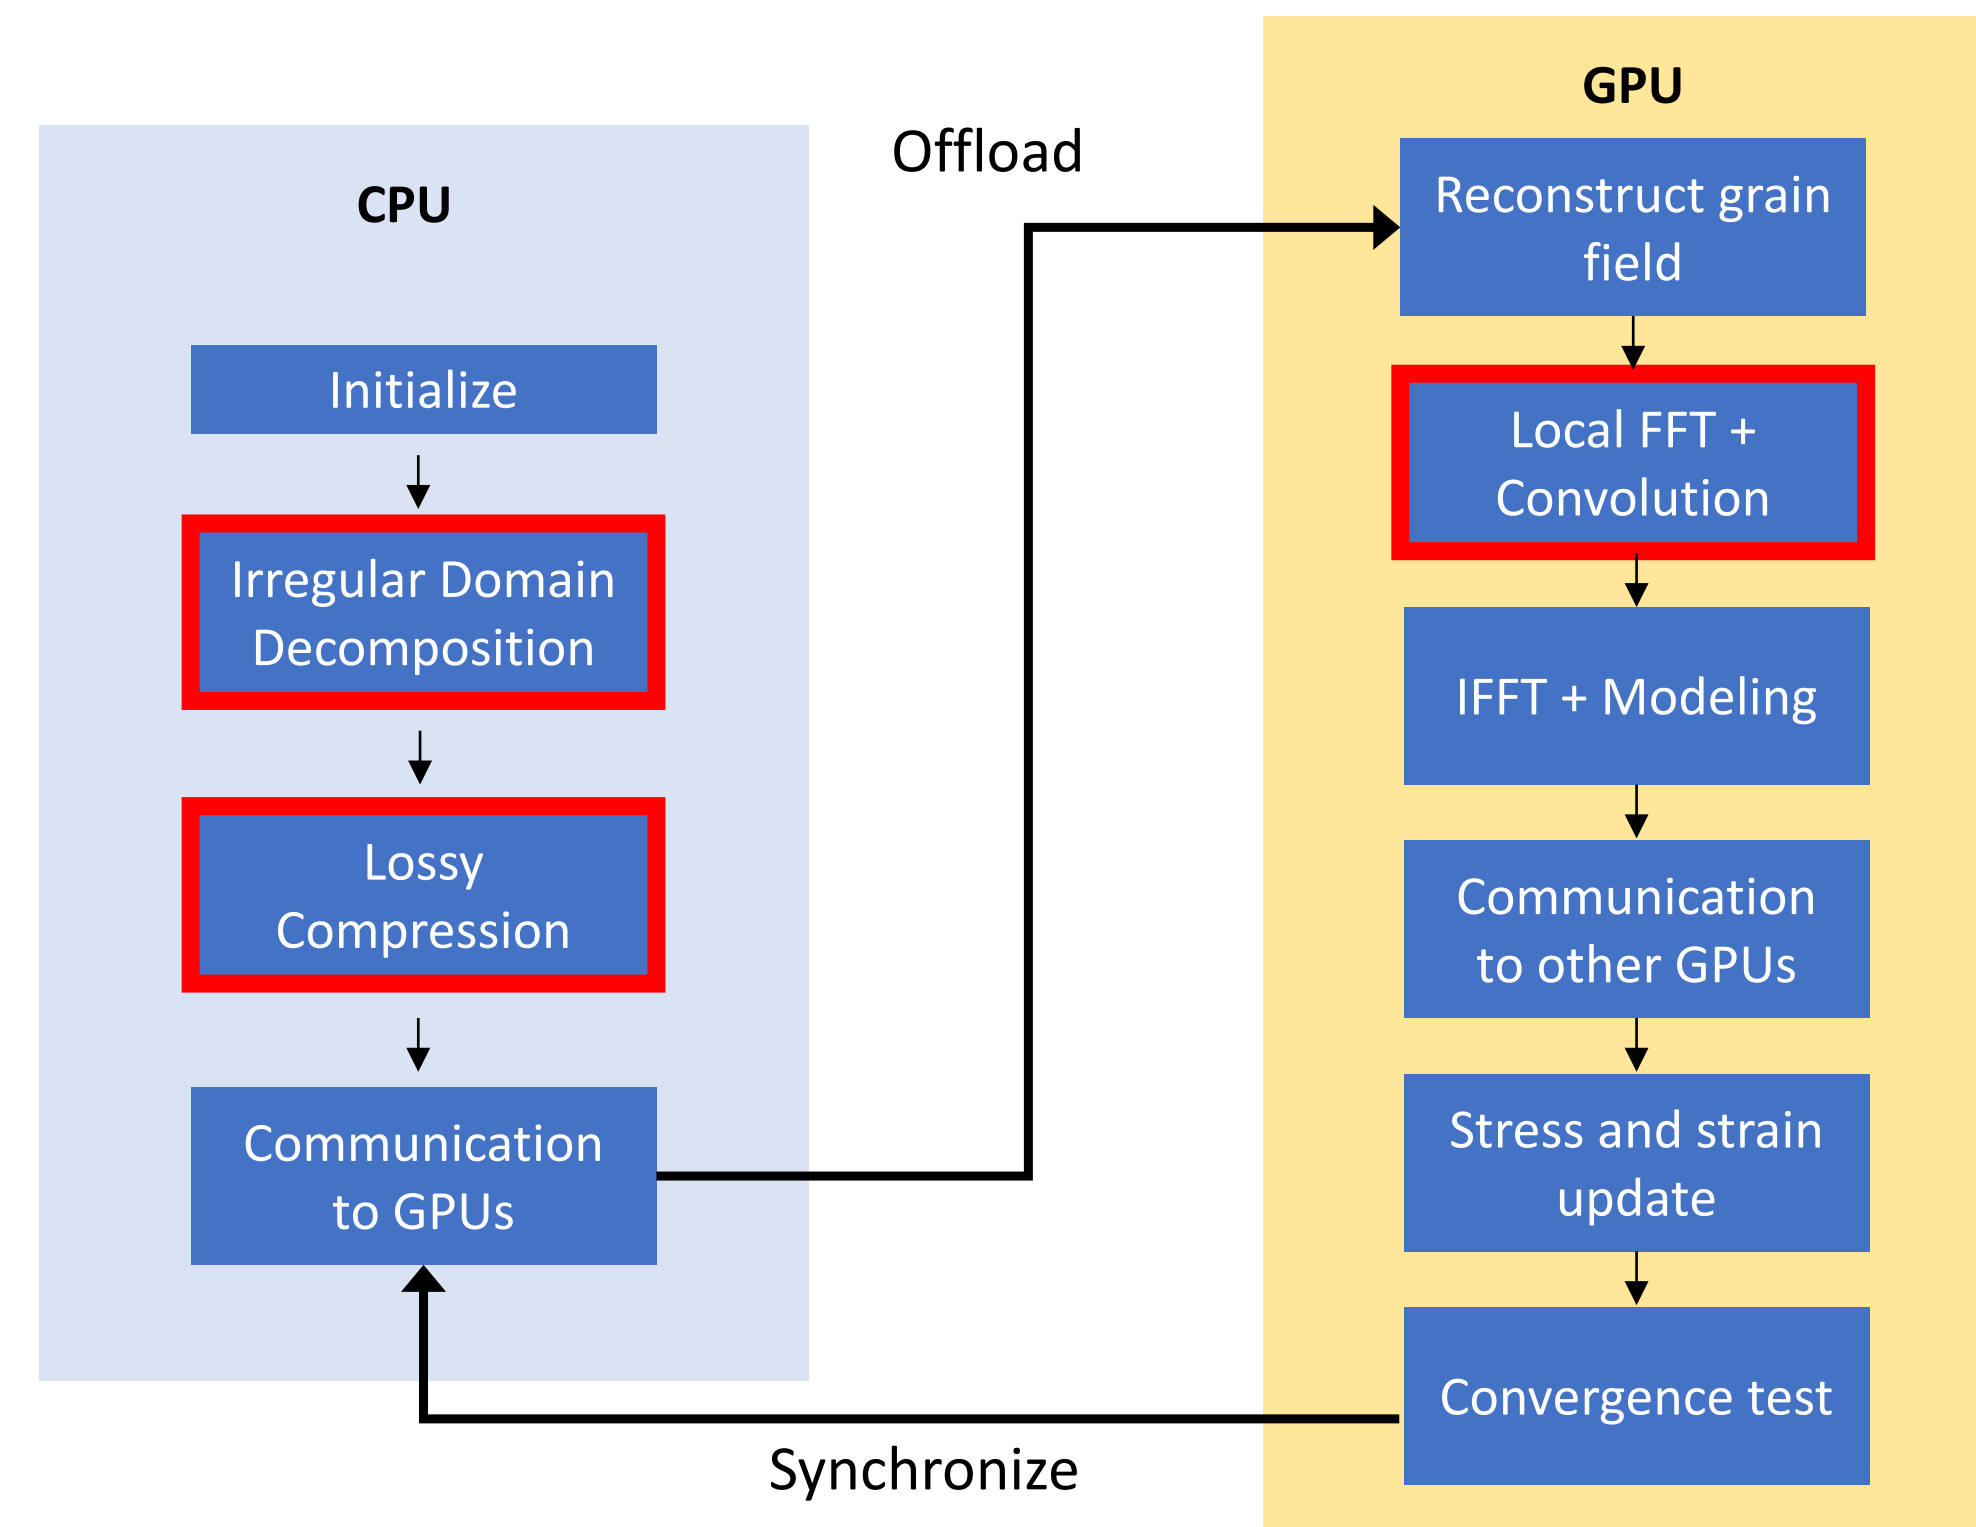 CPU
Initialize
Irregular Domain
Decomposition
Lossy
Compression
Communication
to GPUs
Offload
Synchronize
GPU
Reconstruct grain
field
Local FFT +
Convolution
IFFT + Modeling
Communication
to other GPUs
Stress and strain
update
Convergence test